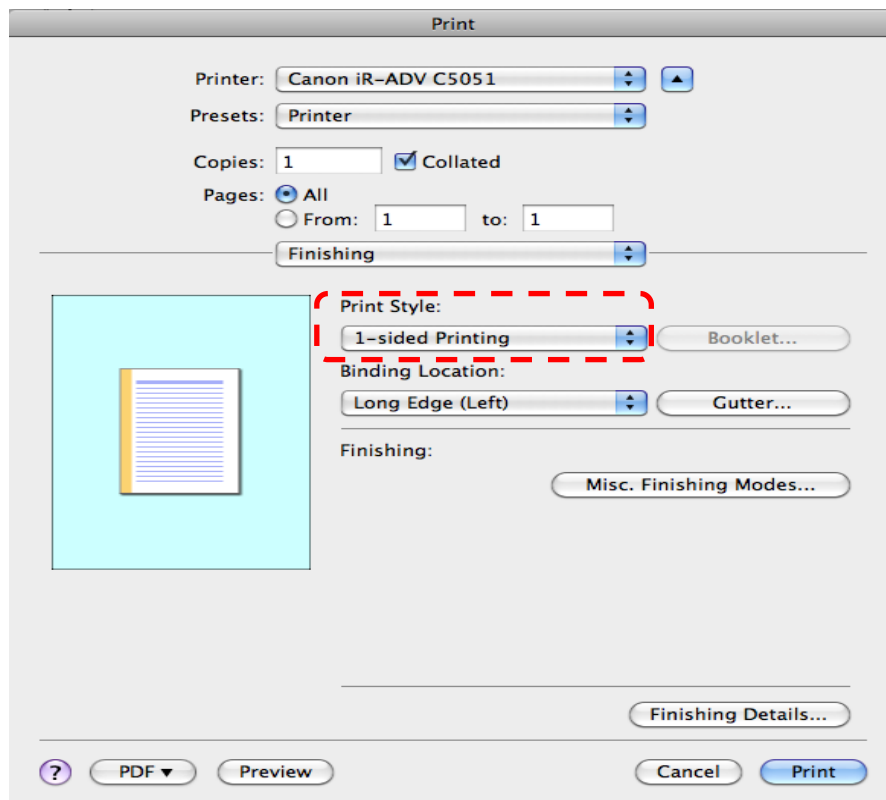 Print
Printer: Canon iR-ADV C5051
Presets: Printer
Copies: 1 Collated
Pages: All
From: 1 to: 1
Finishing
Print Style:
1-sided Printing Booklet...
Binding Location:
Long Edge (Left) Gutter...
Finishing:
Misc. Finishing Modes...
Finishing Details...
? PDF▼ Preview Cancel Print